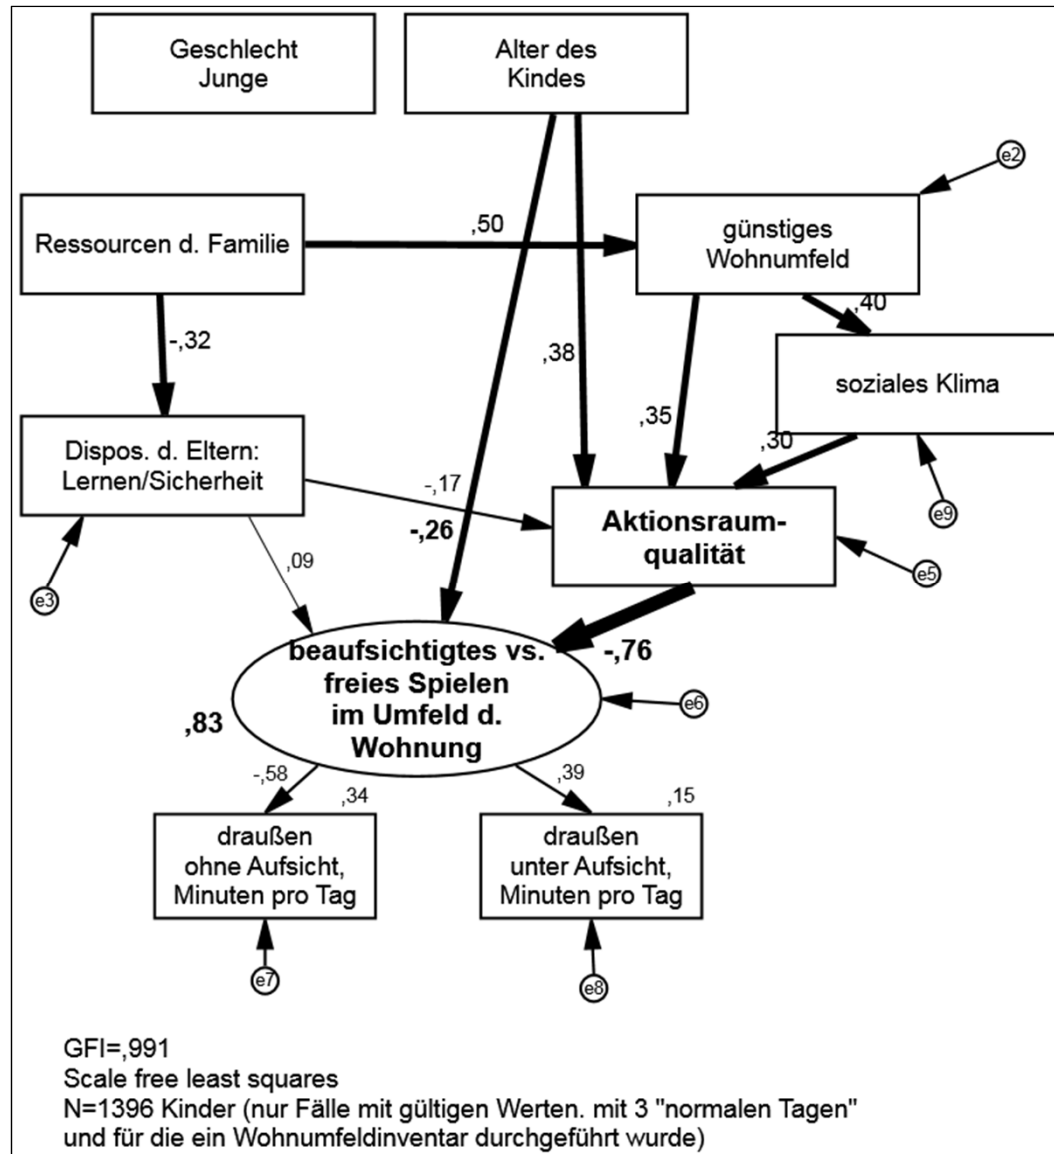 Geschlecht
Junge
Alter des
Kindes
e2
Ressourcen d. Familie
,50
günstiges
Wohnumfeld
,40
-,32
,38
soziales Klima
,35
,30
Dispos. d. Eltern:
Lernen/Sicherheit
-,17
-,26
Aktionsraum-
qualität
e9
e5
e3
,09
beaufsichtigtes vs.
freies Spielen
im Umfeld d.
Wohnung
-,76
e6
,83
-,58
,34
,39
,15
draußen
ohne Aufsicht,
Minuten pro Tag
draußen
unter Aufsicht,
Minuten pro Tag
e7
e8
GFI=,991
Scale free least squares
N=1396 Kinder (nur Fälle mit gültigen Werten. mit 3 "normalen Tagen"
und für die ein Wohnumfeldinventar durchgeführt wurde)